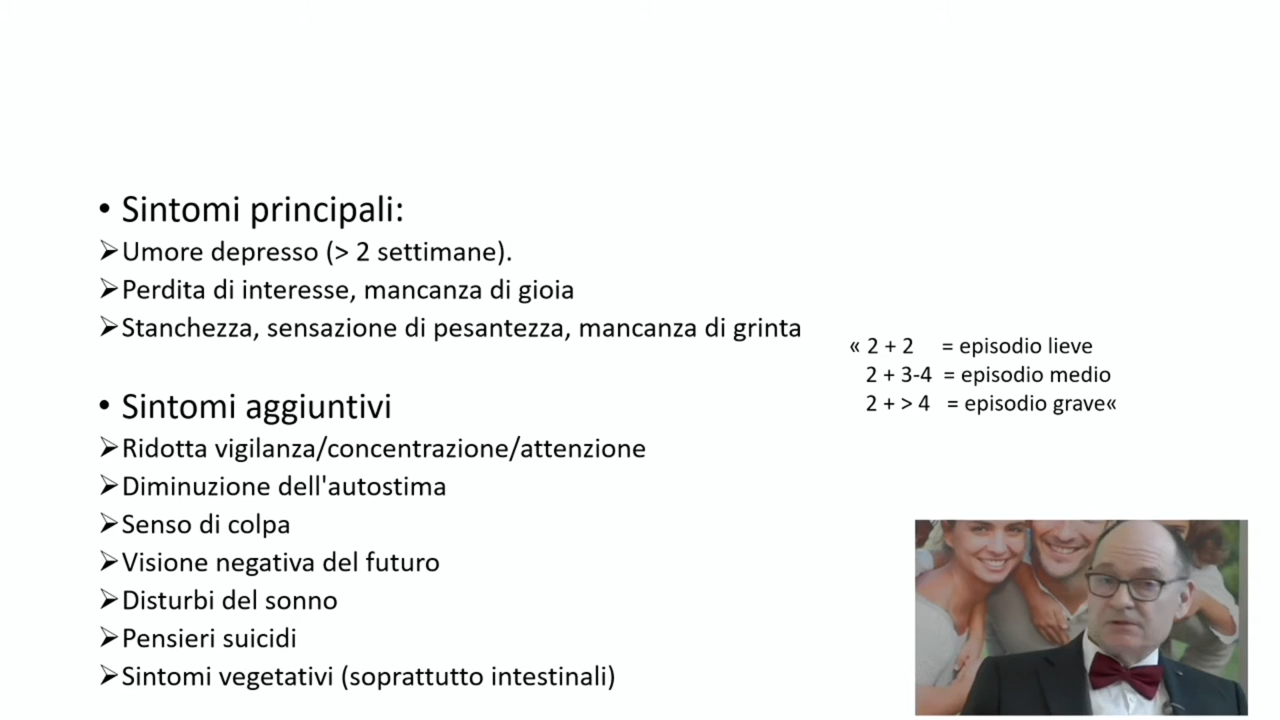 • Sintomi principali:
➢Umore depresso (> 2 settimane).
➢Perdita di interesse, mancanza di gioia
➢Stanchezza, sensazione di pesantezza, mancanza di grinta
« 2 + 2 = episodio lieve
2 + 3-4 = episodio medio
2 + > 4 = episodio grave«
• Sintomi aggiuntivi
➢Ridotta vigilanza/concentrazione/attenzione
➢Diminuzione dell'autostima
➢Senso di colpa
➢Visione negativa del futuro
➢Disturbi del sonno
➢Pensieri suicidi
➢Sintomi vegetativi (soprattutto intestinali)